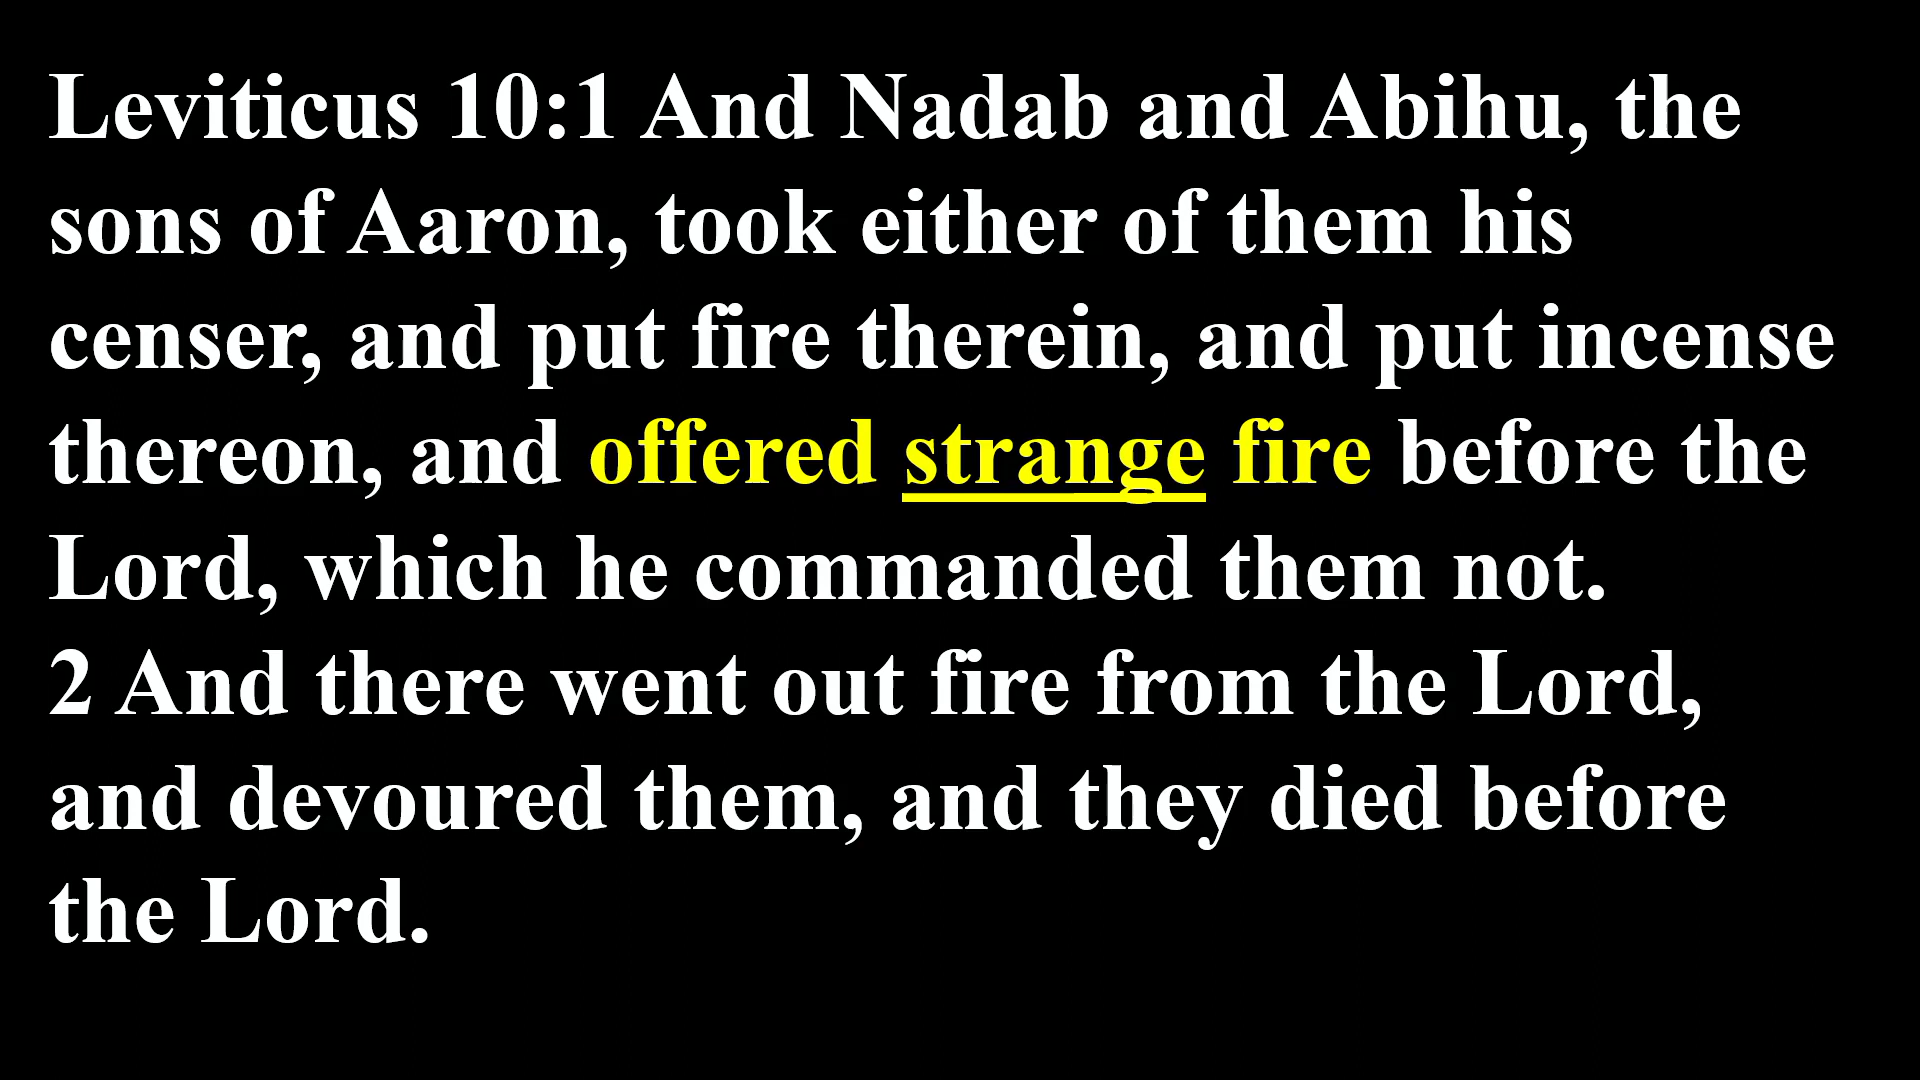 Leviticus 10:1 And Nadab and Abihu, the
sons of Aaron, took either of them his
censer, and put fire therein, and put incense
thereon, and offered strange fire before the
Lord, which he commanded them not.
2 And there went out fire from the Lord,
and devoured them, and they died before
the Lord.